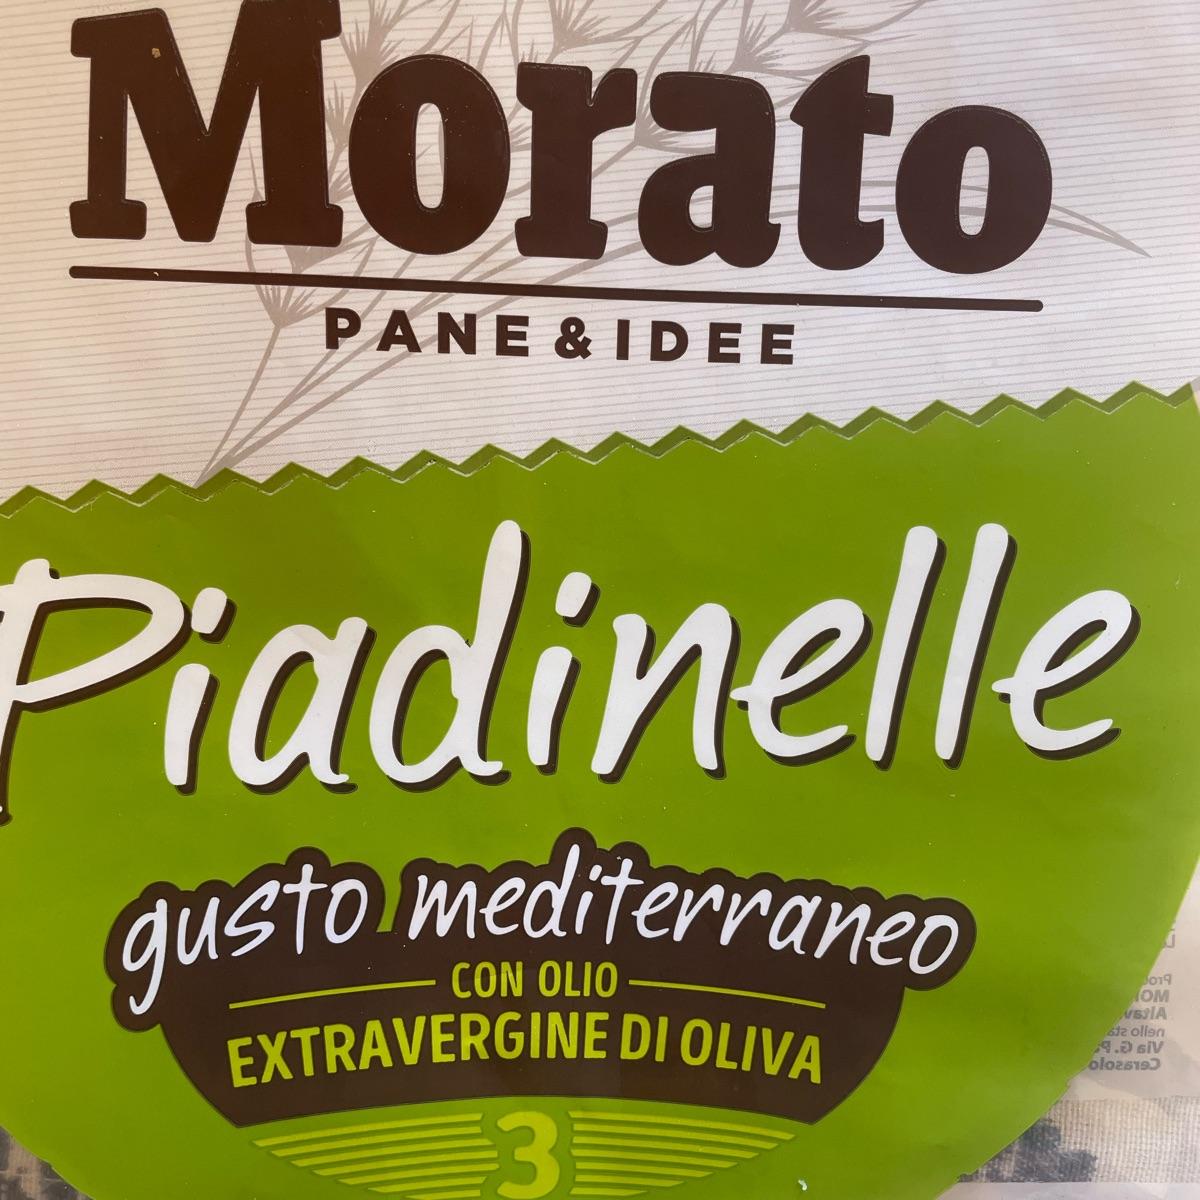 Morato
PANE & IDEE
Piadinelle
gusto mediterraneo
CON OLIO
EXTRAVERGINE DI OLIVA
3